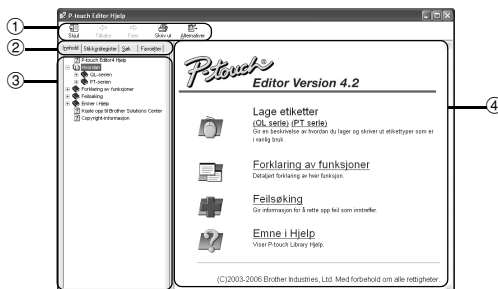 P-touch Editor Hjelp
1
Skjul Tilbake Frem Skriv ut Alternativer
2
Innhold Stikkordregister Søk Favoritter
3
P-touch Editor4 Hjelp
Hvordan
QL-serien
PT-serien
Forklaring av funksjoner
Feilsøking
Emner i Hjelp
Kople opp til Brother Solutions Center
Copyright-informasjon
P-touch
Editor Version 4.2
Lage etiketter
(QL serie) (PT serie)
Gir en beskrivelse av hvordan du lager og skriver ut etikettyper som er
i vanlig bruk.
4
Forklaring av funksjoner
Detaljert forklaring av hver funksjon.
Feilsøking
Gir informasjon for å rette opp feil som inntreffer.
Emne i Hjelp
Viser P-touch Library Hjelp.
(C)2003-2006 Brother Industries, Ltd. Med forbehold om alle rettigheter.